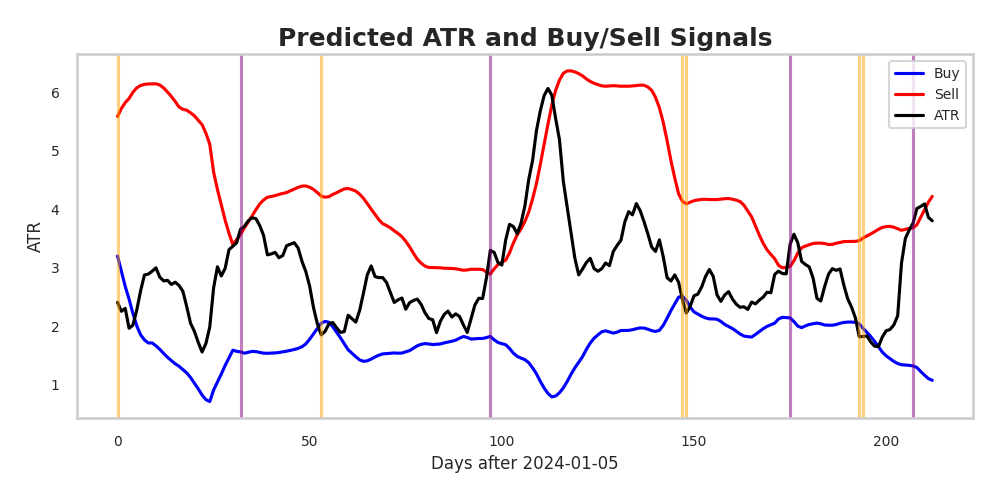 Predicted ATR and Buy/Sell Signals
Buy
Sell
ATR
ATR
6
5
4
3
2
1
0
50
100
150
200
Days after 2024-01-05